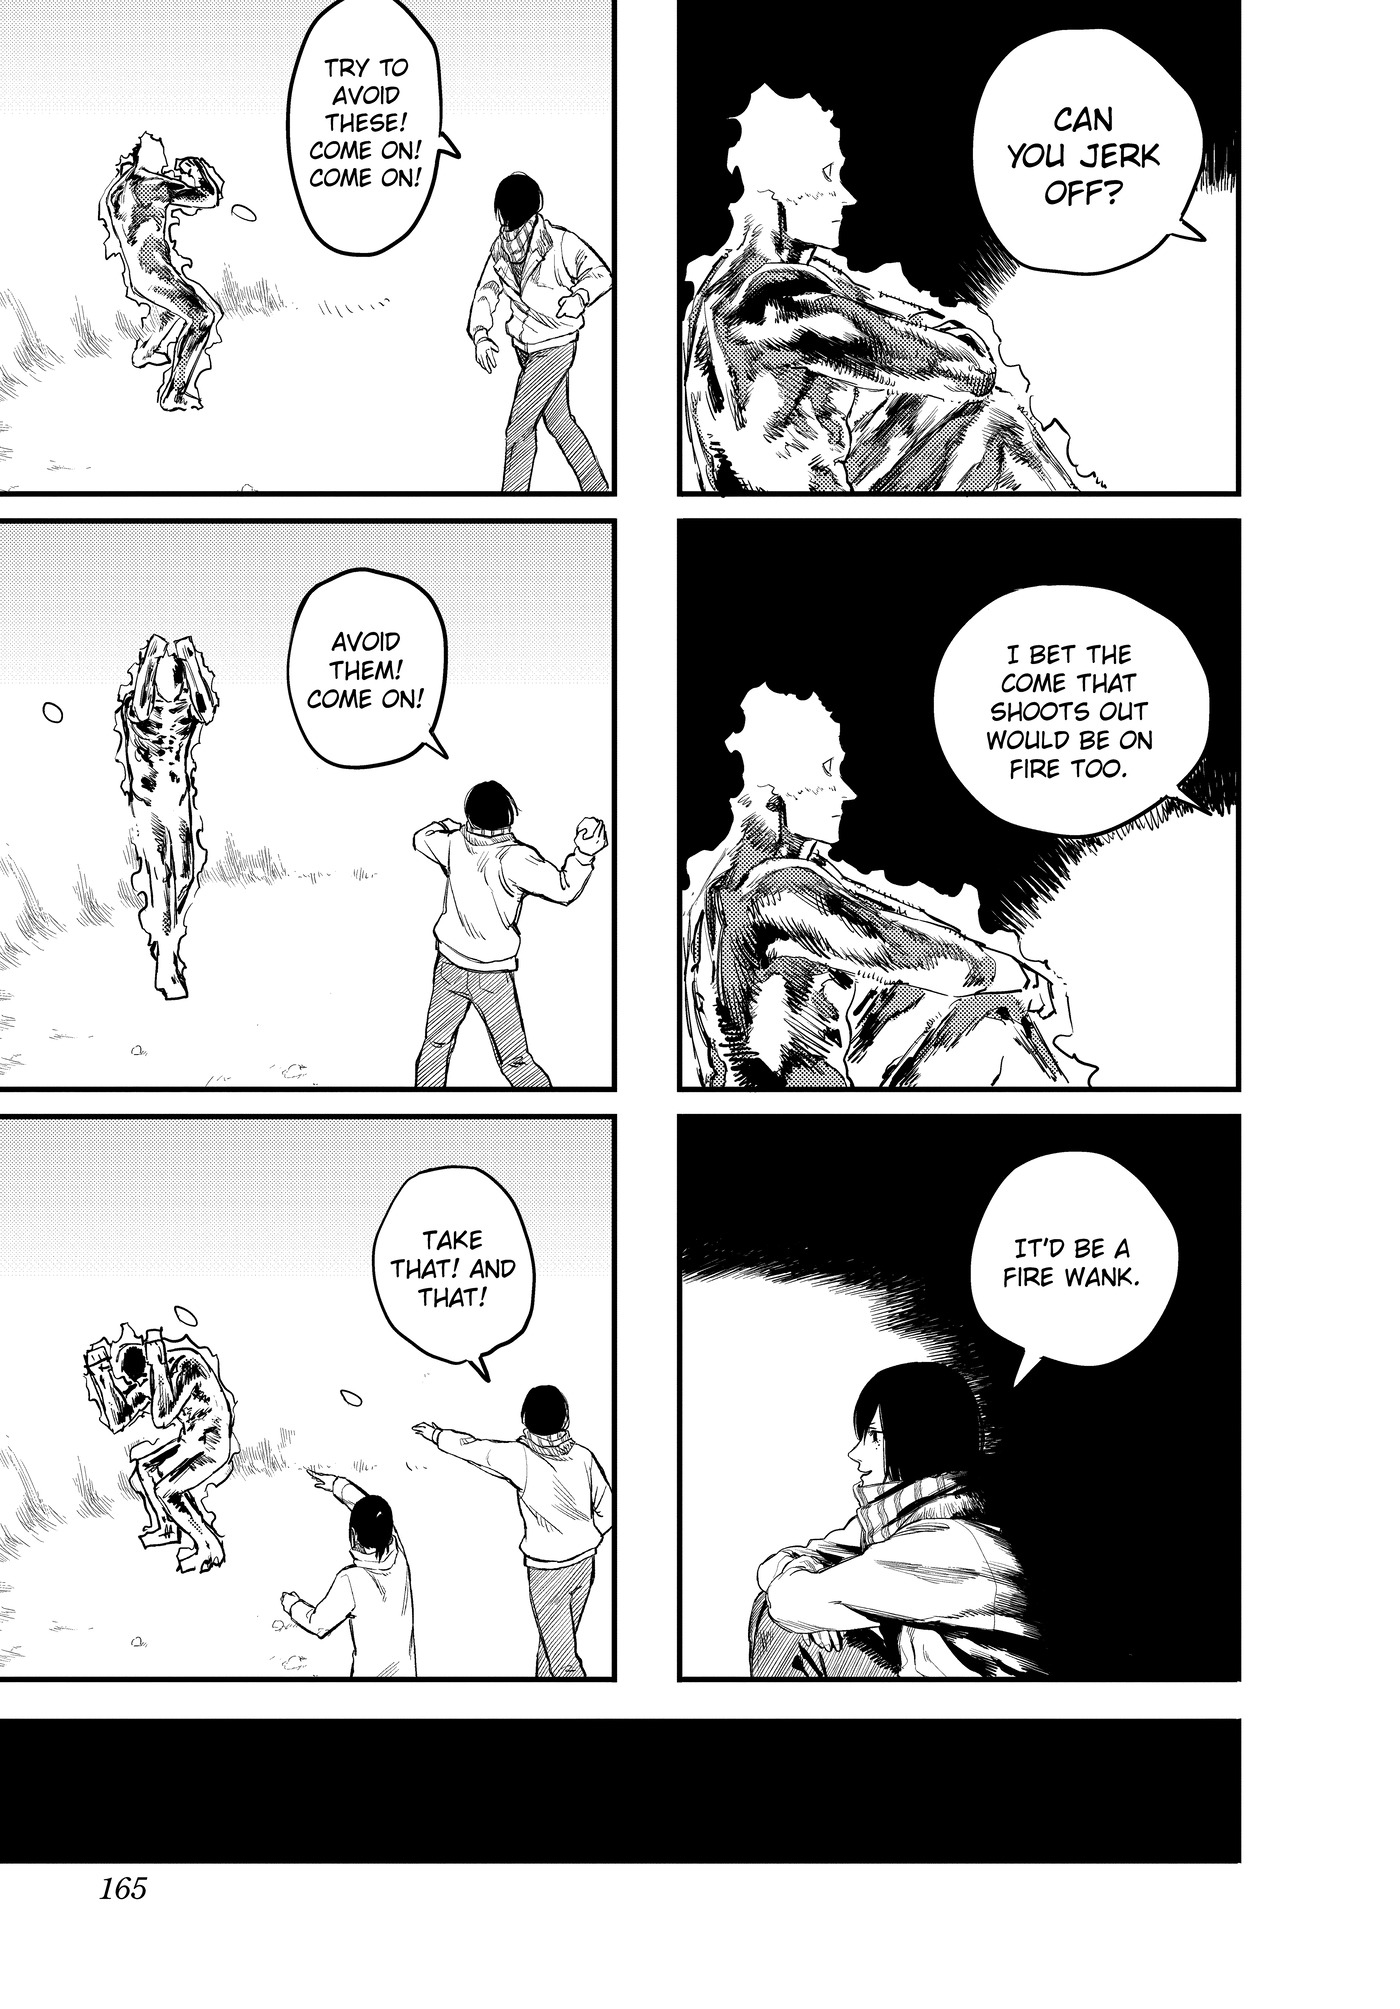 CAN
YOU JERK
OFF?
I BET THE
COME THAT
SHOOTS OUT
WOULD BE ON
FIRE TOO.
IT'D BE A
FIRE WANK.
TRY TO
AVOID
THESE!
COME ON!
COME ON!
AVOID
THEM!
COME ON!
TAKE
THAT! AND
THAT!
165